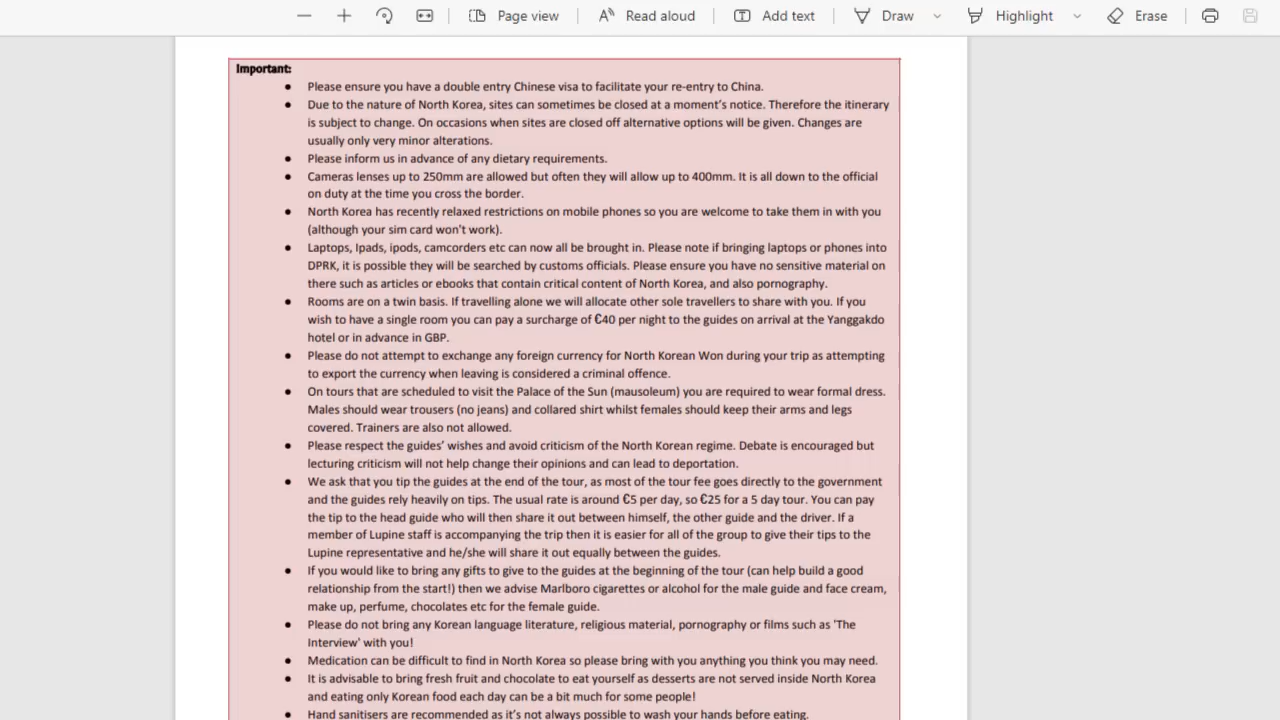 Page view
Read aloud
Add text
Draw
Highlight
Erase
Important:
• Please ensure you have a double entry Chinese visa to facilitate your re-entry to China.
• Due to the nature of North Korea, sites can sometimes be closed at a moment's notice. Therefore the itinerary
is subject to change. On occasions when sites are closed off alternative options will be given. Changes are
usually only very minor alterations.
• Please inform us in advance of any dietary requirements.
• Cameras lenses up to 250mm are allowed but often they will allow up to 400mm. It is all down to the official
on duty at the time you cross the border.
• North Korea has recently relaxed restrictions on mobile phones so you are welcome to take them in with you
(although your sim card won't work).
• Laptops, Ipads, ipods, camcorders etc can now all be brought in. Please note if bringing laptops or phones into
DPRK, it is possible they will be searched by customs officials. Please ensure you have no sensitive material on
there such as articles or ebooks that contain critical content of North Korea, and also pornography.
• Rooms are on a twin basis. If travelling alone we will allocate other sole travellers to share with you. If you
wish to have a single room you can pay a surcharge of €40 per night to the guides on arrival at the Yanggakdo
hotel or in advance in GBP.
• Please do not attempt to exchange any foreign currency for North Korean Won during your trip as attempting
to export the currency when leaving is considered a criminal offence.
• On tours that are scheduled to visit the Palace of the Sun (mausoleum) you are required to wear formal dress.
Males should wear trousers (no jeans) and collared shirt whilst females should keep their arms and legs
covered. Trainers are also not allowed.
• Please respect the guides' wishes and avoid criticism of the North Korean regime. Debate is encouraged but
lecturing criticism will not help change their opinions and can lead to deportation.
• We ask that you tip the guides at the end of the tour, as most of the tour fee goes directly to the government
and the guides rely heavily on tips. The usual rate is around €5 per day, so €25 for a 5 day tour. You can pay
the tip to the head guide who will then share it out between himself, the other guide and the driver. If a
member of Lupine staff is accompanying the trip then it is easier for all of the group to give their tips to the
Lupine representative and he/she will share it out equally between the guides.
• If you would like to bring any gifts to give to the guides at the beginning of the tour (can help build a good
relationship from the start!) then we advise Marlboro cigarettes or alcohol for the male guide and face cream,
make up, perfume, chocolates etc for the female guide.
• Please do not bring any Korean language literature, religious material, pornography or films such as 'The
Interview' with you!
• Medication can be difficult to find in North Korea so please bring with you anything you think you may need.
• It is advisable to bring fresh fruit and chocolate to eat yourself as desserts are not served inside North Korea
and eating only Korean food each day can be a bit much for some people!
• Hand sanitisers are recommended as it's not always possible to wash your hands before eating.